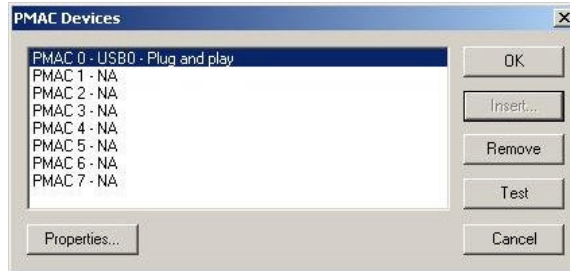 PMAC Devices
PMAC 0 - USB0 - Plug and play
PMAC 1 - NA
PMAC 2 - NA
PMAC 3 - NA
PMAC 4 - NA
PMAC 5 - NA
PMAC 6 - NA
PMAC 7 - NA
OK
Insert...
Remove
Test
Properties...
Cancel